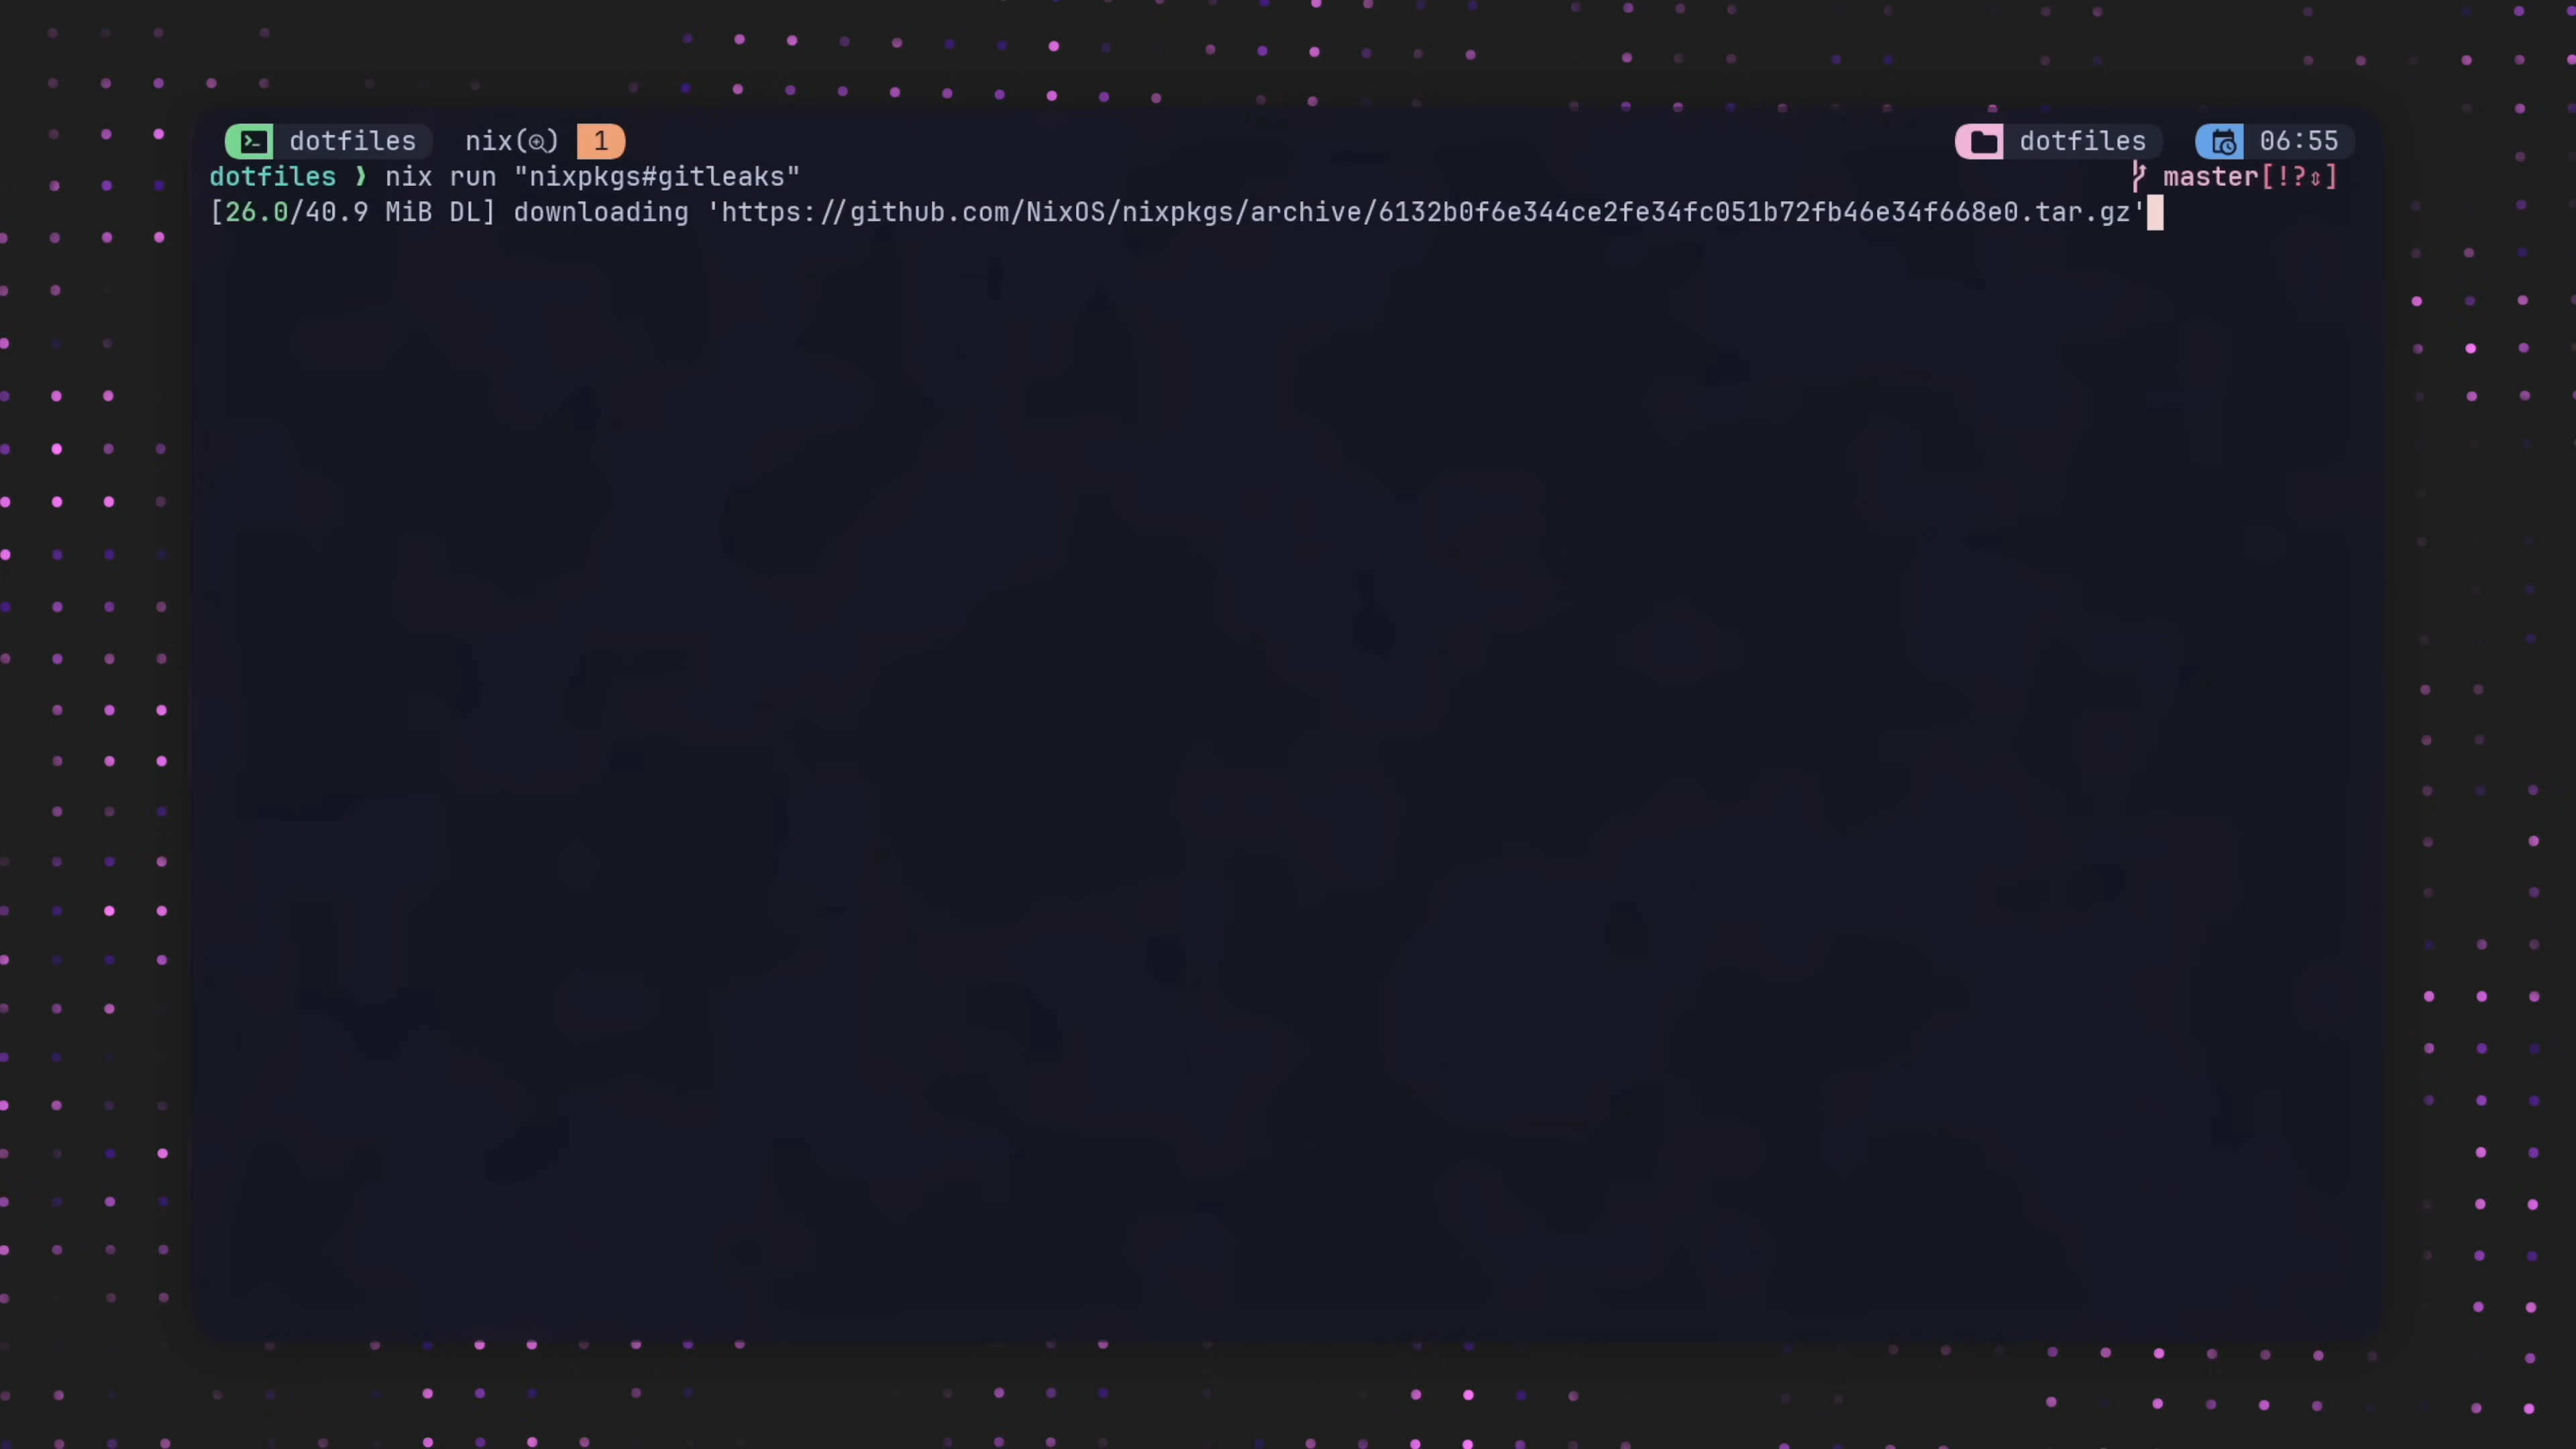 dotfiles nix() 1 dotfiles 06:55
dotfiles ❯ nix run "nixpkgs#gitleaks" master[!?⇕]
[26.0/40.9 MiB DL] downloading 'https://github.com/NixOS/nixpkgs/archive/6132b0f6e344ce2fe34fc051b72fb46e34f668e0.tar.gz'